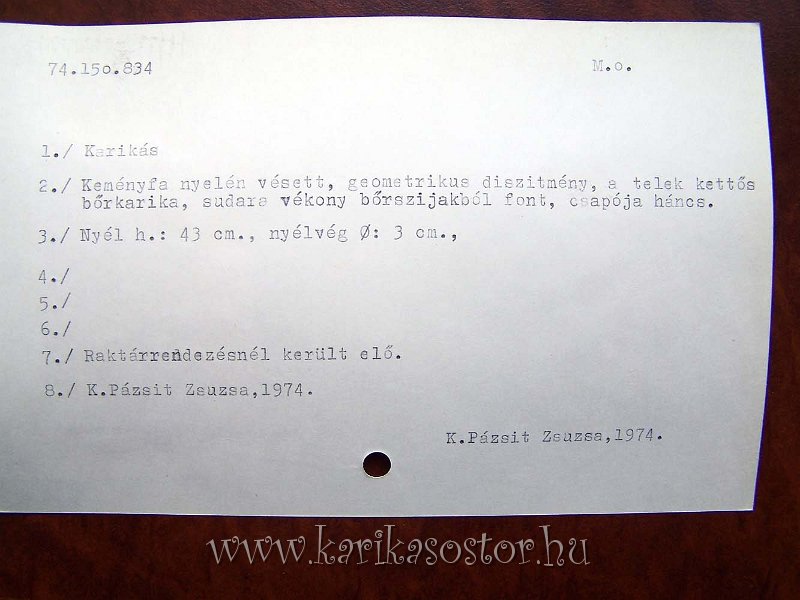 74.150.834 M.o.
1./ Karikás
2./ Keményfa nyelén vésett, geometrikus diszitmény, a telek kettős
bőrkarika, sudara vékony bőrszijakból font, csapója háncs.
3./ Nyél h.: 43 cm., nyélvég Ø: 3 cm.,
4./
5./
6./
7./ Raktárrendezésnél került elő.
8./ K.Pázsit Zsuzsa,1974.
K.Pázsit Zsuzsa,1974.
www.karikasostor.hu